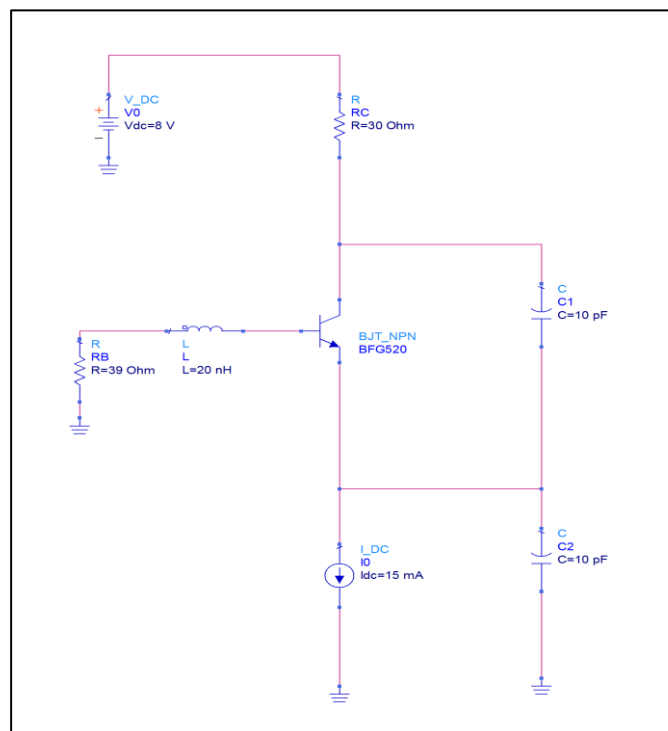 V_DC
V0
Vdc=8 V
+
−
R
RC
R=30 Ohm
C
C1
C=10 pF
BJT_NPN
BFG520
R
RB
R=39 Ohm
L
L
L=20 nH
I_DC
I0
Idc=15 mA
C
C2
C=10 pF